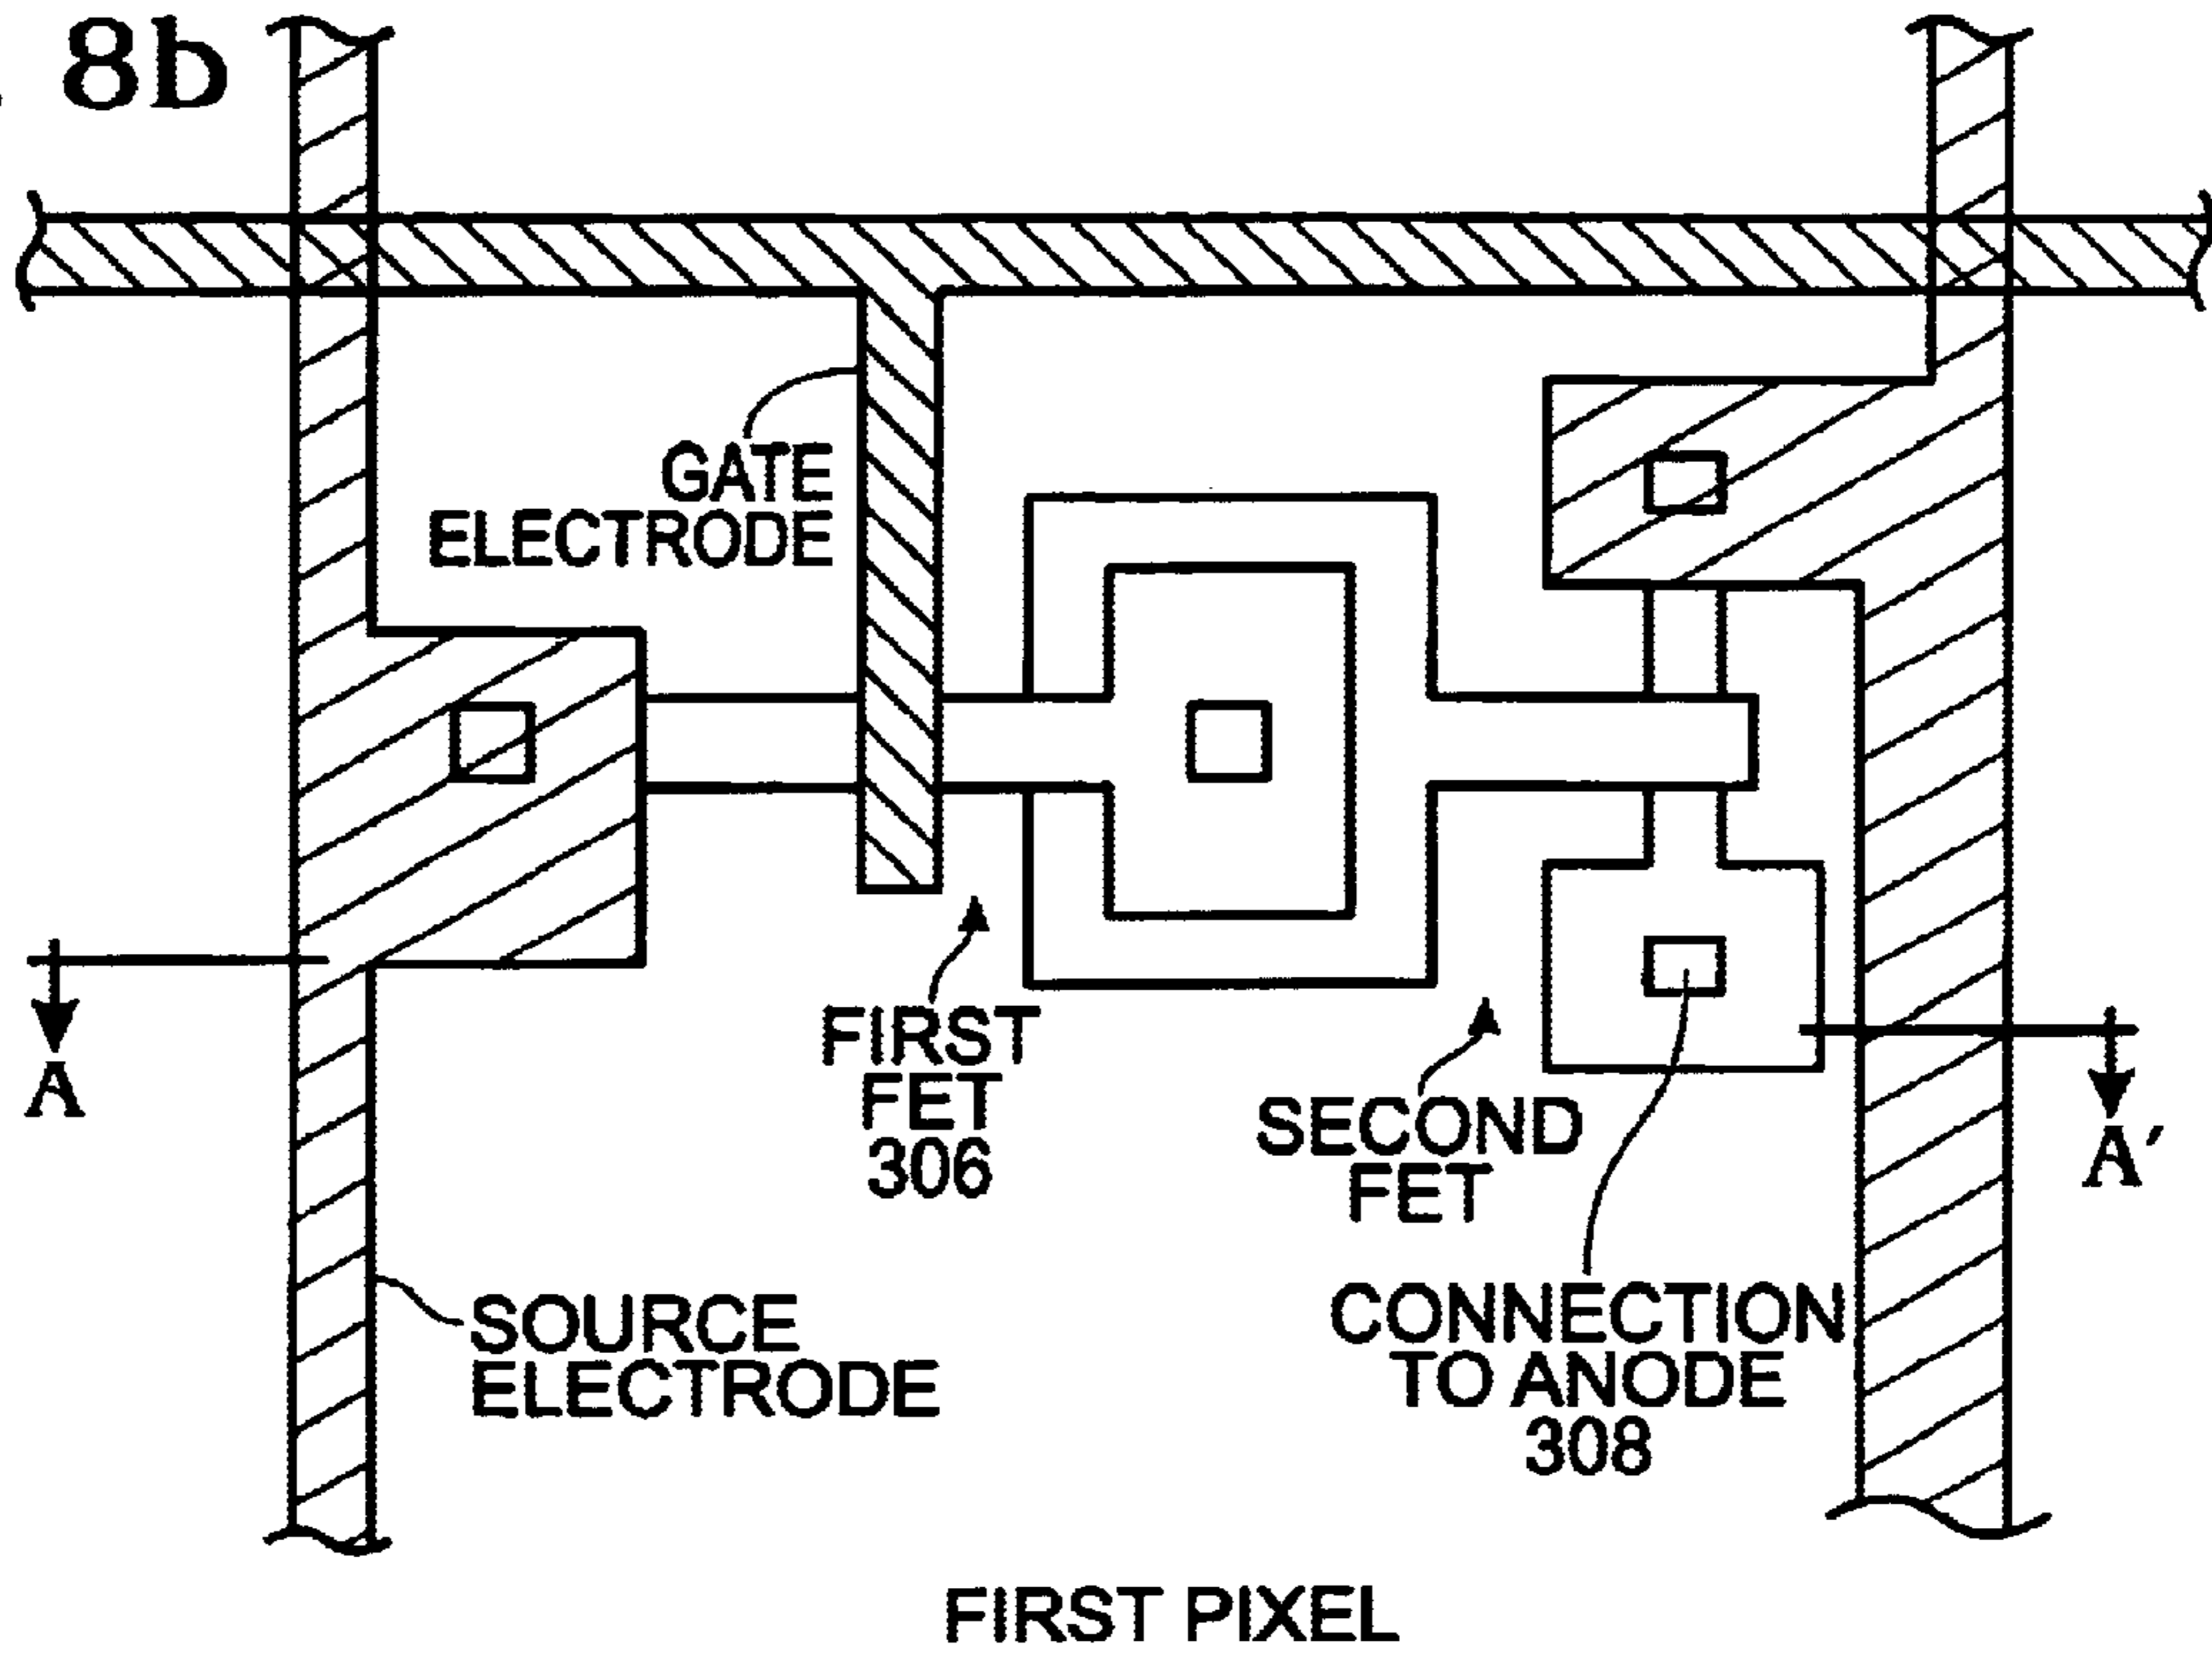 8b
GATE
ELECTRODE
FIRST
FET
306
SECOND
FET
A
A'
SOURCE
ELECTRODE
CONNECTION
TO ANODE
308
FIRST PIXEL